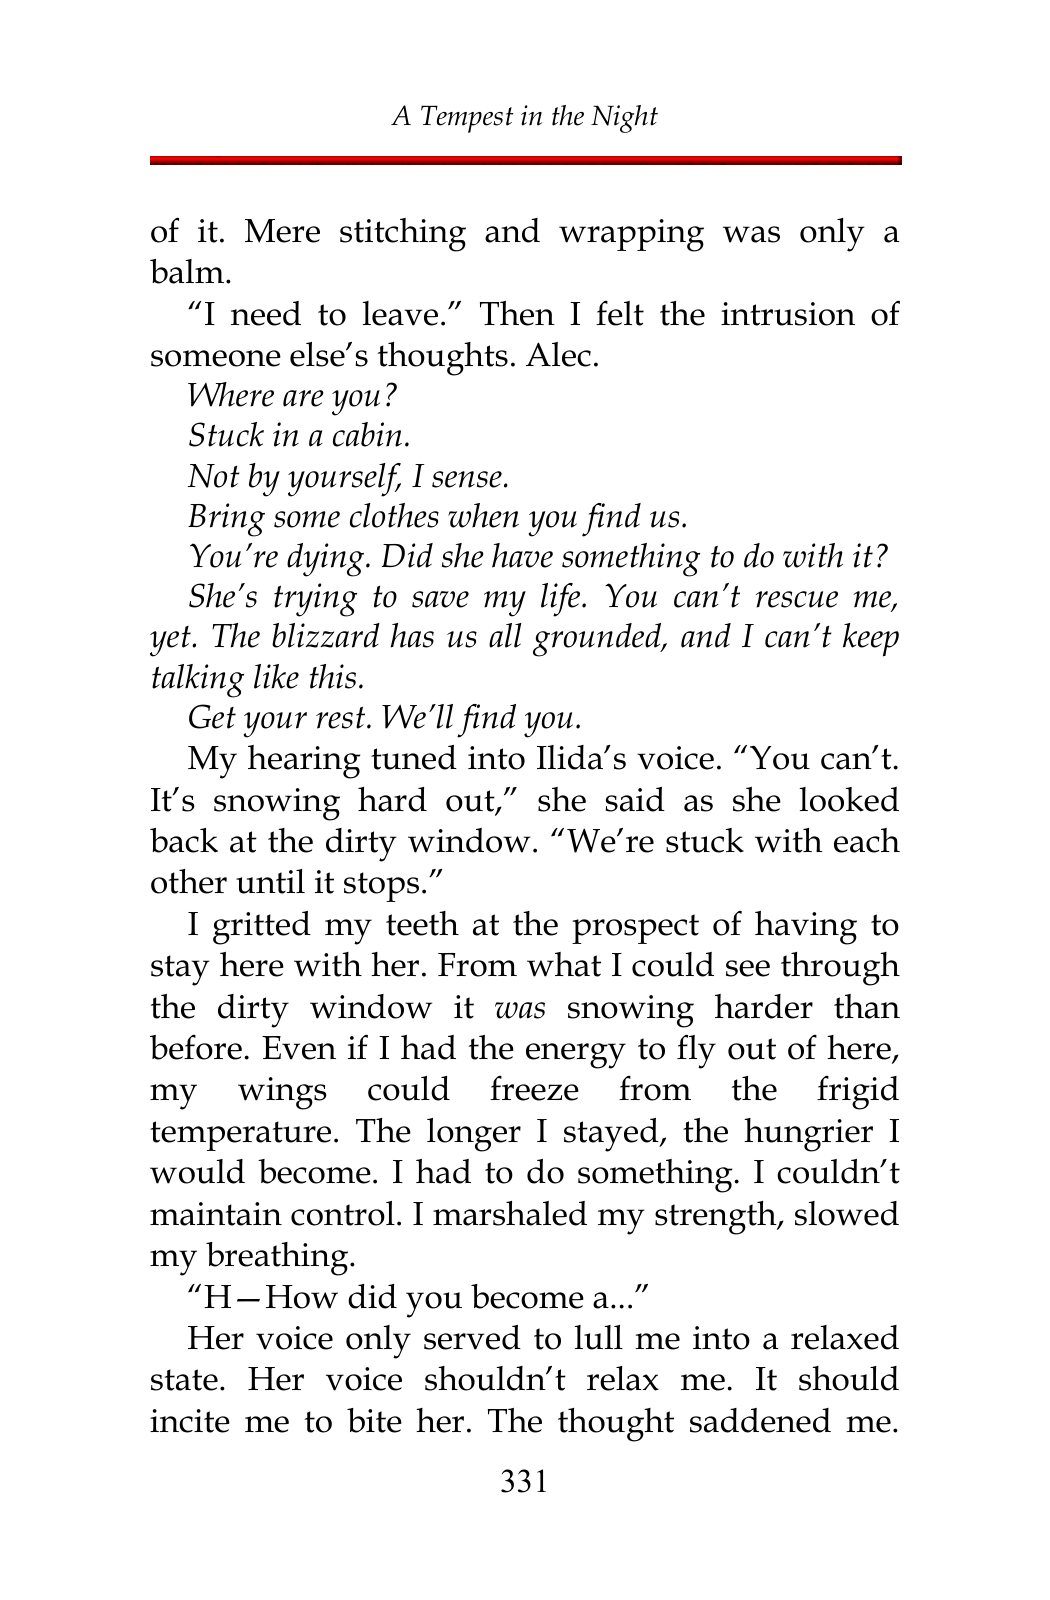 A Tempest in the Night
of it. Mere stitching and wrapping was only a
balm.
“I need to leave.” Then I felt the intrusion of
someone else’s thoughts. Alec.
Where are you?
Stuck in a cabin.
Not by yourself, I sense.
Bring some clothes when you find us.
You’re dying. Did she have something to do with it?
She’s trying to save my life. You can’t rescue me,
yet. The blizzard has us all grounded, and I can’t keep
talking like this.
Get your rest. We’ll find you.
My hearing tuned into Ilida’s voice. “You can’t.
It’s snowing hard out,” she said as she looked
back at the dirty window. “We’re stuck with each
other until it stops.”
I gritted my teeth at the prospect of having to
stay here with her. From what I could see through
the dirty window it was snowing harder than
before. Even if I had the energy to fly out of here,
my wings could freeze from the frigid
temperature. The longer I stayed, the hungrier I
would become. I had to do something. I couldn’t
maintain control. I marshaled my strength, slowed
my breathing.
“H—How did you become a...”
Her voice only served to lull me into a relaxed
state. Her voice shouldn’t relax me. It should
incite me to bite her. The thought saddened me.
331